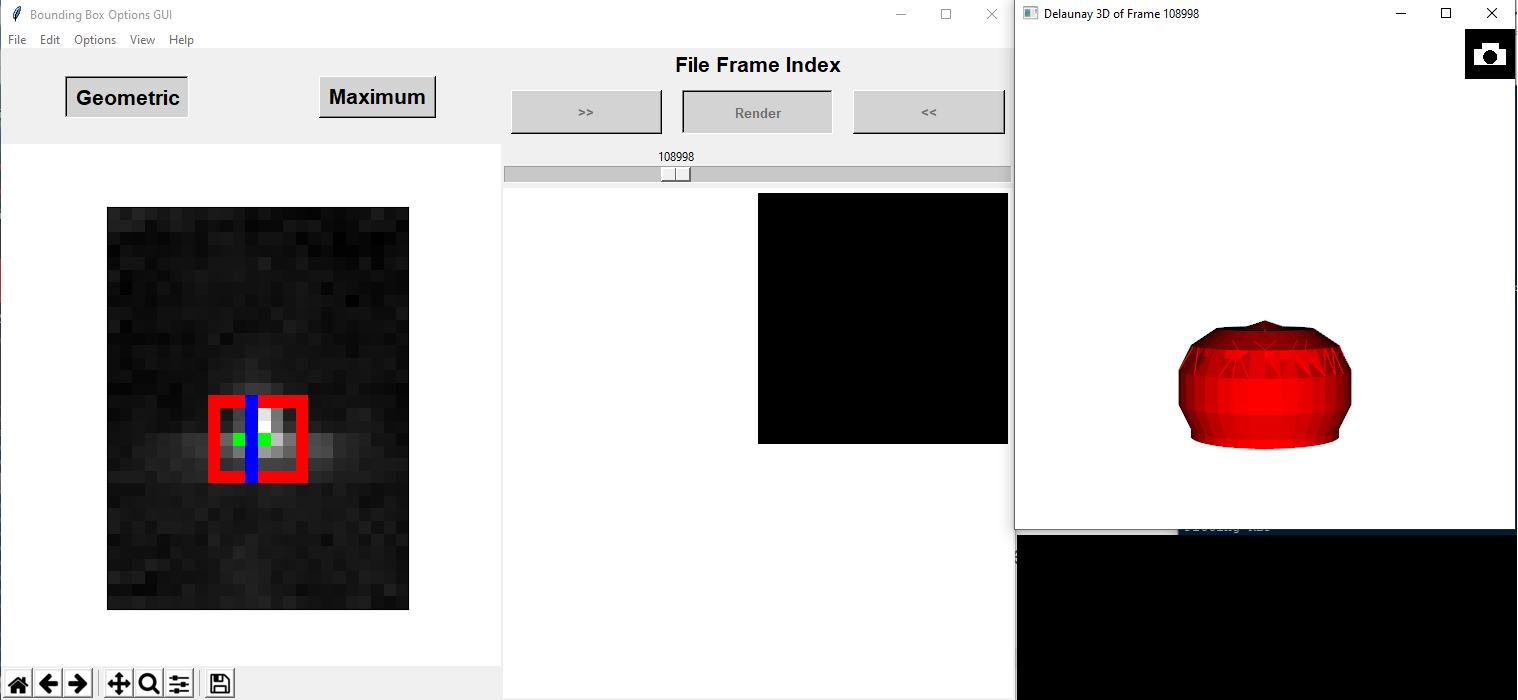 Bounding Box Options GUI
File Edit Options View Help
Geometric
Maximum
File Frame Index
>>
Render
<<
108998
Delaunay 3D of Frame 108998